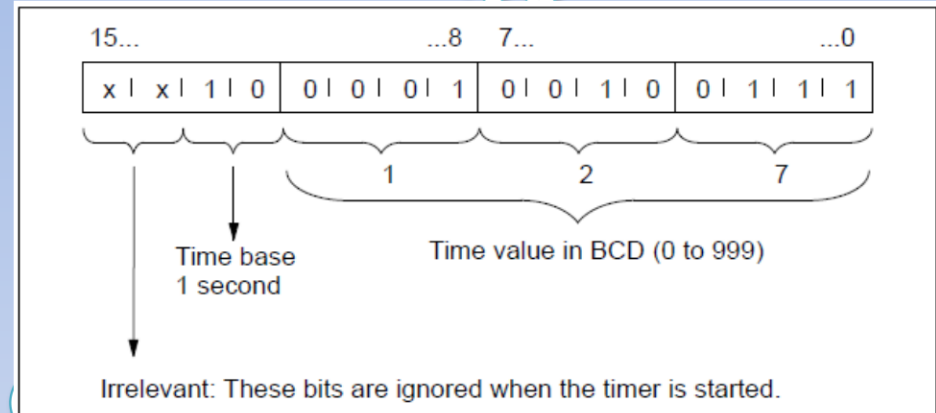 15... ...8 7... ...0
x x 1 0 0 0 0 1 0 0 1 0 0 1 1 1
1 2 7
Time base
1 second
Time value in BCD (0 to 999)
Irrelevant: These bits are ignored when the timer is started.